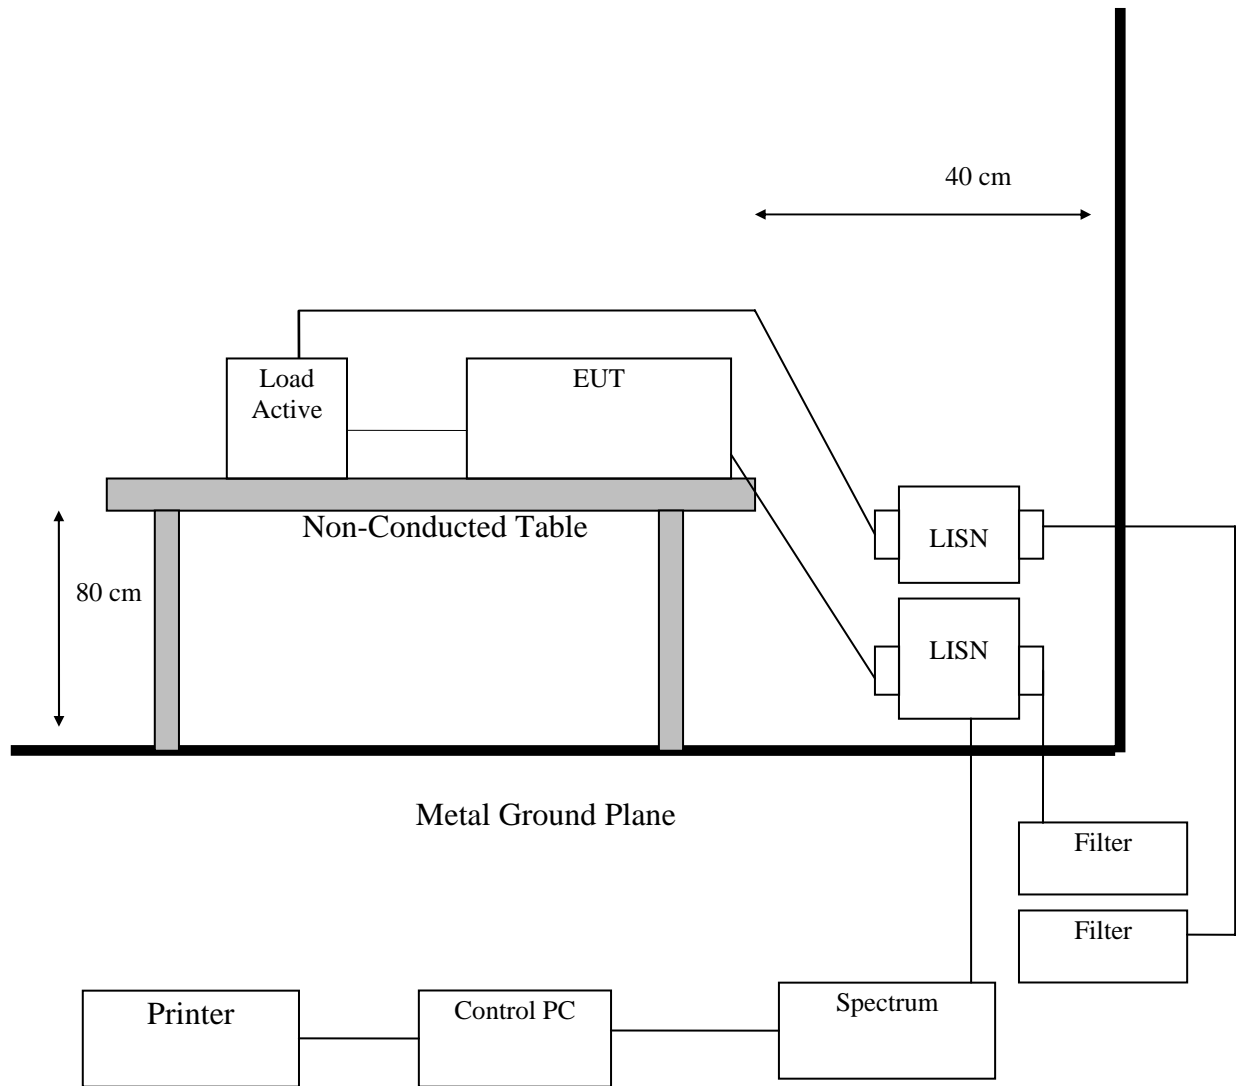 40 cm
Load
Active
EUT
Non-Conducted Table
LISN
80 cm
LISN
Metal Ground Plane
Filter
Filter
Printer
Control PC
Spectrum